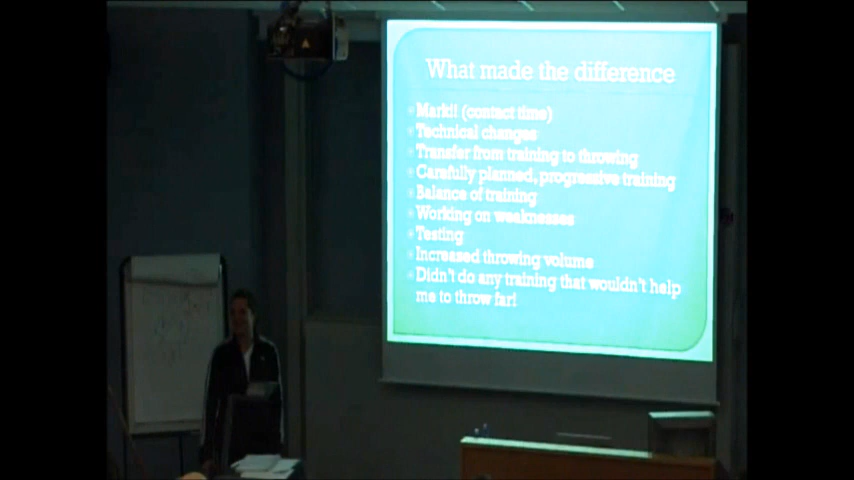 What made the difference
Mark!! (contact time)
Technical changes
Transfer from training to throwing
Carefully planned, progressive training
Balance of training
Working on weaknesses
Testing
Increased throwing volume
Didn't do any training that wouldn't help
me to throw far!